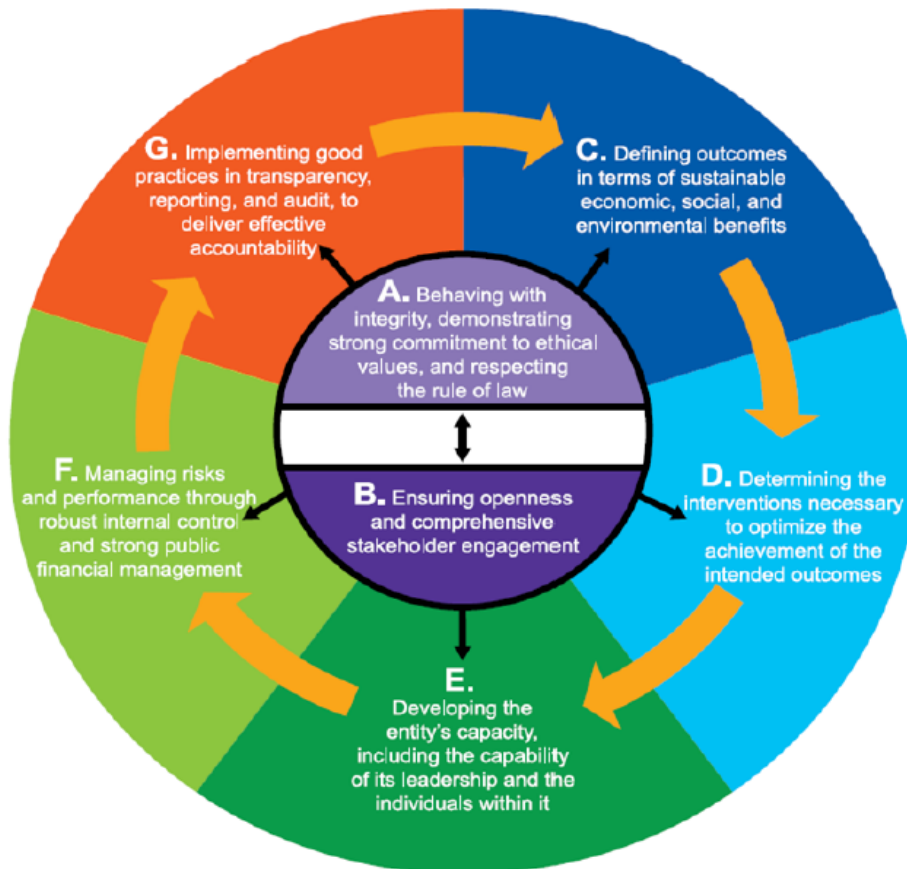 A. Behaving with
integrity, demonstrating
strong commitment to ethical
values, and respecting
the rule of law
B. Ensuring openness
and comprehensive
stakeholder engagement
C. Defining outcomes
in terms of sustainable
economic, social, and
environmental benefits
D. Determining the
interventions necessary
to optimize the
achievement of the
intended outcomes
E.
Developing the
entity's capacity,
including the capability
of its leadership and the
individuals within it
F. Managing risks
and performance through
robust internal control
and strong public
financial management
G. Implementing good
practices in transparency,
reporting, and audit, to
deliver effective
accountability